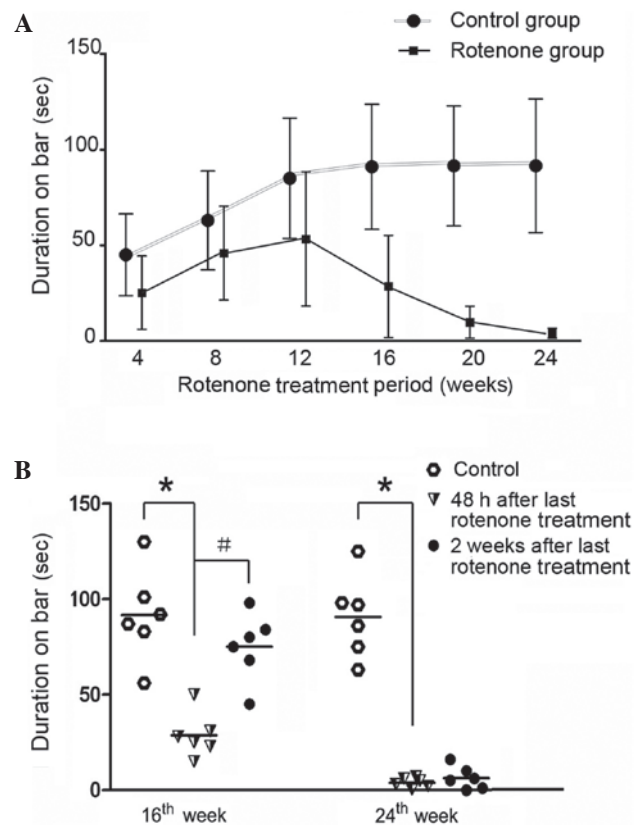 A
Control group
Rotenone group
Duration on bar (sec)
150
100
50
0
4 8 12 16 20 24
Rotenone treatment period (weeks)
B
Control
48 h after last
rotenone treatment
2 weeks after last
rotenone treatment
Duration on bar (sec)
150
100
50
0
* # *
16th week 24th week